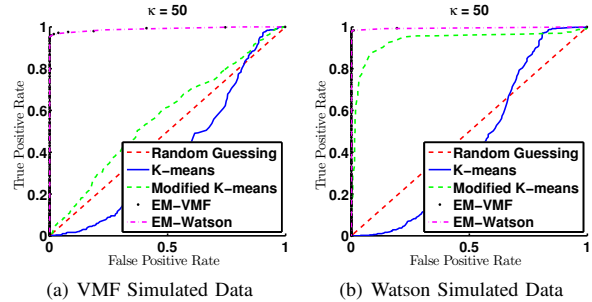 κ = 50
True Positive Rate
1
0.8
0.6
0.4
0.2
0
0
0.5
1
False Positive Rate
Random Guessing
K-means
Modified K-means
EM-VMF
EM-Watson
(a) VMF Simulated Data
κ = 50
True Positive Rate
1
0.8
0.6
0.4
0.2
0
0
0.5
1
False Positive Rate
Random Guessing
K-means
Modified K-means
EM-VMF
EM-Watson
(b) Watson Simulated Data